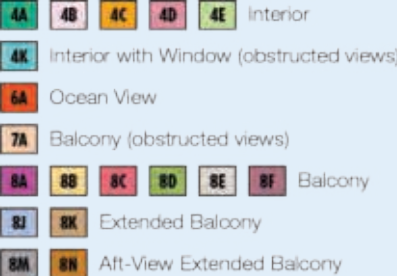 4A 4B 4C 4D 4E Interior
4K Interior with Window (obstructed views)
6A Ocean View
7A Balcony (obstructed views)
8A 8B 8C 8D 8E 8F Balcony
8J 8K Extended Balcony
8M 8N Aft-View Extended Balcony